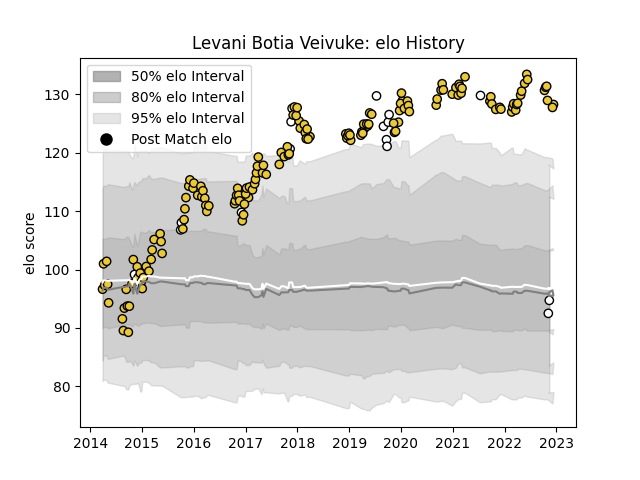 Levani Botia Veivuke: elo History
50% elo Interval
80% elo Interval
95% elo Interval
Post Match elo
elo score
130
120
110
100
90
80
2014 2015 2016 2017 2018 2019 2020 2021 2022 2023